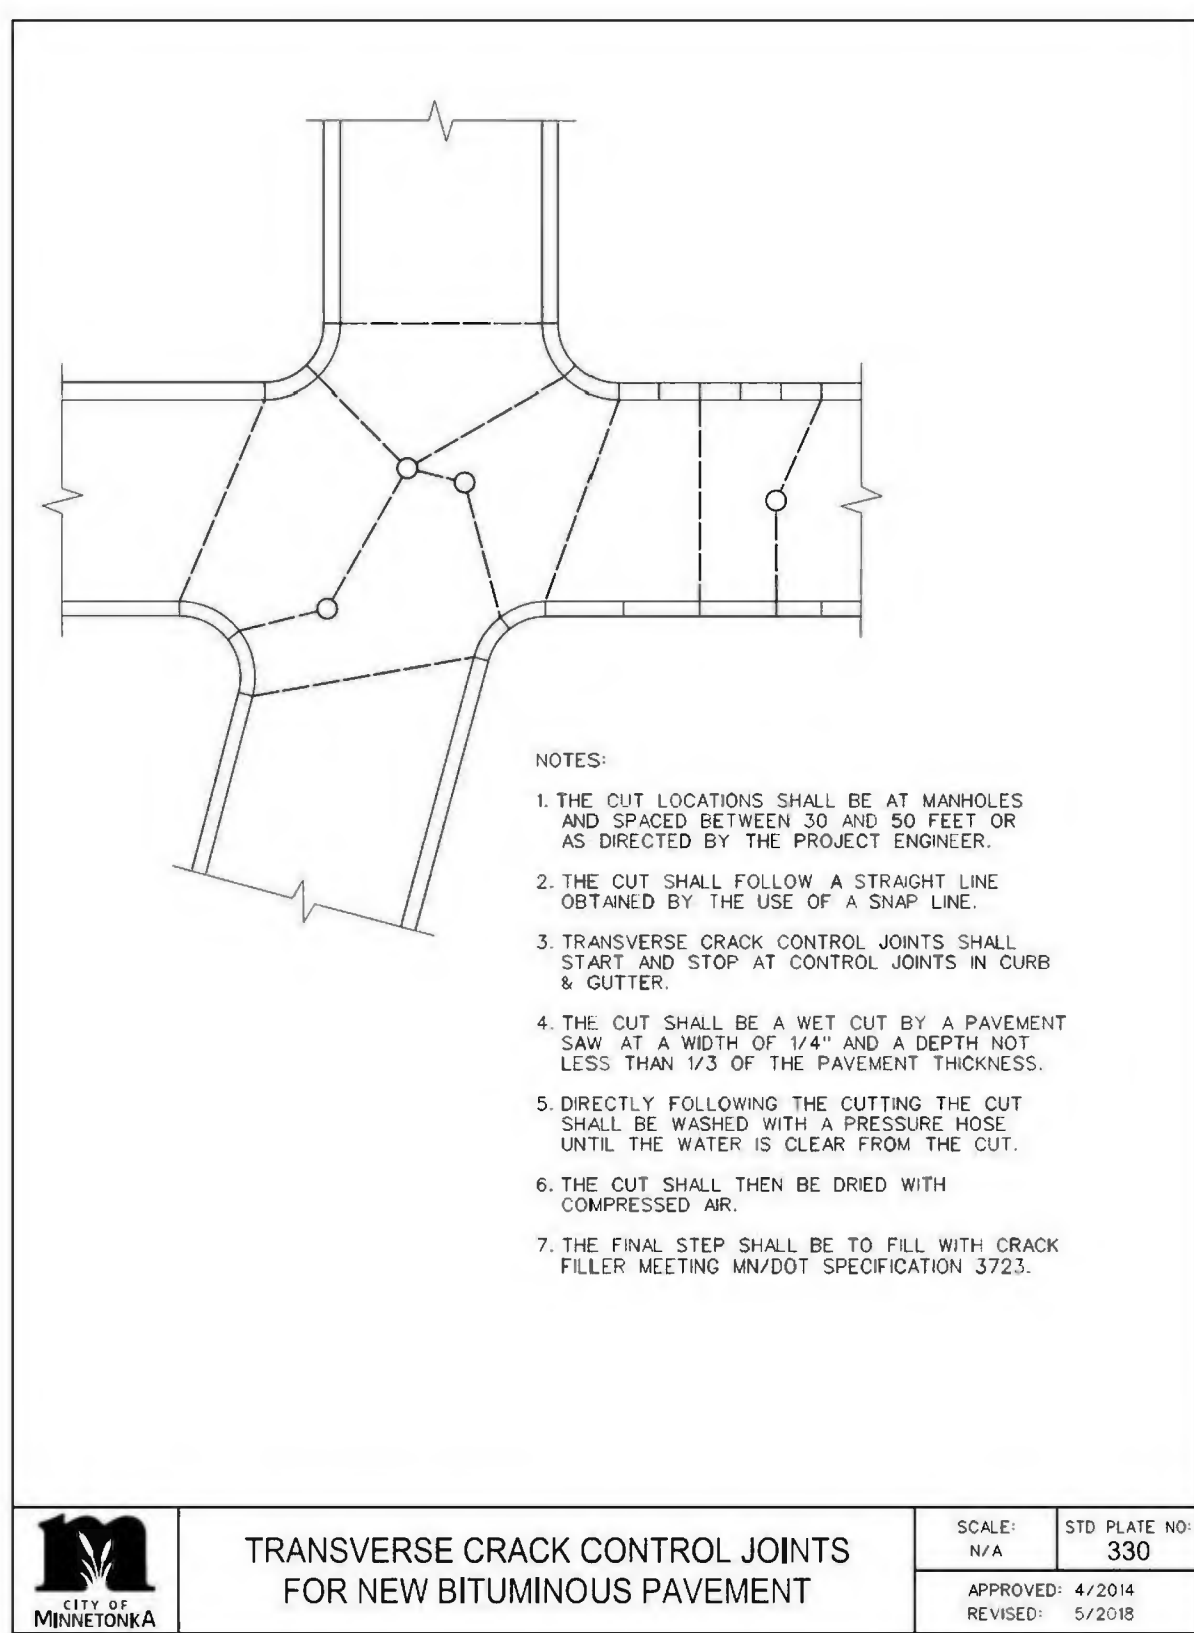 NOTES:
1. THE CUT LOCATIONS SHALL BE AT MANHOLES
AND SPACED BETWEEN 30 AND 50 FEET OR
AS DIRECTED BY THE PROJECT ENGINEER.
2. THE CUT SHALL FOLLOW A STRAIGHT LINE
OBTAINED BY THE USE OF A SNAP LINE.
3. TRANSVERSE CRACK CONTROL JOINTS SHALL
START AND STOP AT CONTROL JOINTS IN CURB
& GUTTER.
4. THE CUT SHALL BE A WET CUT BY A PAVEMENT
SAW AT A WIDTH OF 1/4" AND A DEPTH NOT
LESS THAN 1/3 OF THE PAVEMENT THICKNESS.
5. DIRECTLY FOLLOWING THE CUTTING THE CUT
SHALL BE WASHED WITH A PRESSURE HOSE
UNTIL THE WATER IS CLEAR FROM THE CUT.
6. THE CUT SHALL THEN BE DRIED WITH
COMPRESSED AIR.
7. THE FINAL STEP SHALL BE TO FILL WITH CRACK
FILLER MEETING MN/DOT SPECIFICATION 3723.
CITY OF
MINNETONKA
TRANSVERSE CRACK CONTROL JOINTS
FOR NEW BITUMINOUS PAVEMENT
SCALE:
N/A
STD PLATE NO:
330
APPROVED: 4/2014
REVISED: 5/2018